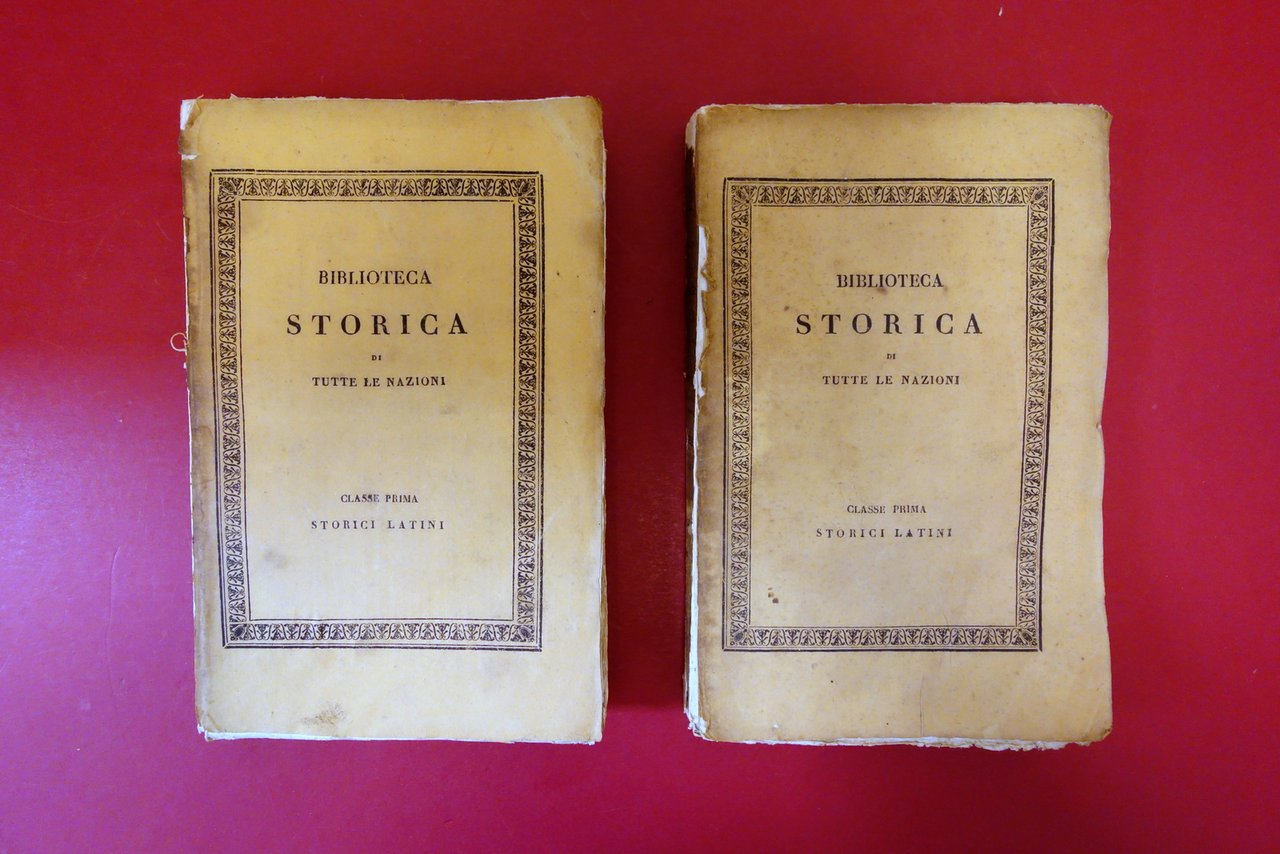 BIBLIOTECA
STORICA
DI
TUTTE LE NAZIONI
CLASSE PRIMA
STORICI LATINI
BIBLIOTECA
STORICA
DI
TUTTE LE NAZIONI
CLASSE PRIMA
STORICI LATINI